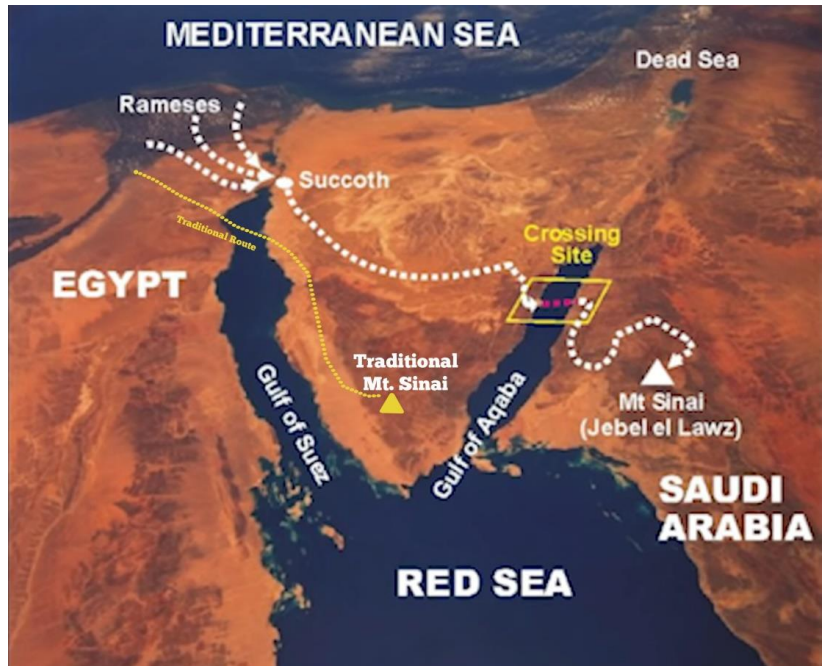 MEDITERRANEAN SEA
Dead Sea
Rameses
Succoth
Traditional Route
Crossing
Site
EGYPT
Traditional
Mt. Sinai
Gulf of Suez
Gulf of Aqaba
Mt Sinai
(Jebel el Lawz)
SAUDI
ARABIA
RED SEA